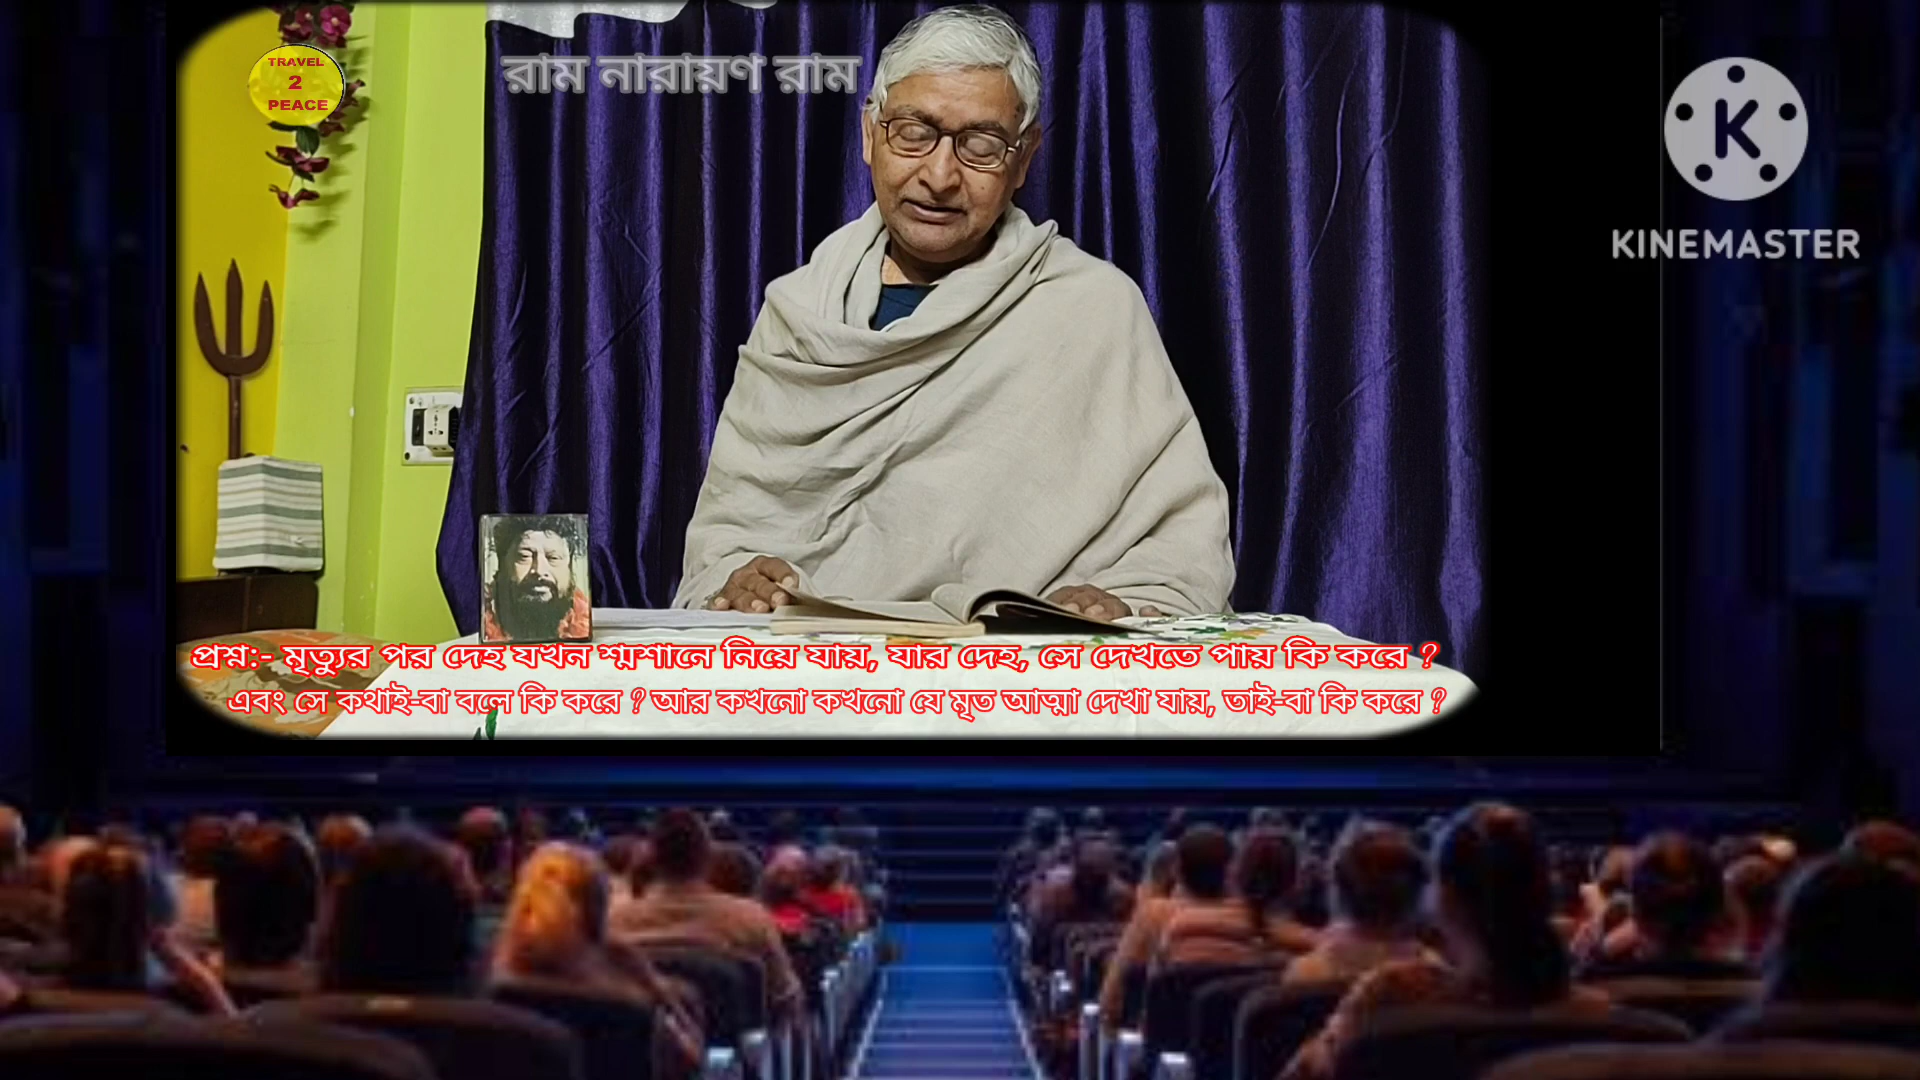 TRAVEL
2
PEACE
রাম নারায়ণ রাম
K
KINEMASTER
প্রশ্ন:- মৃত্যুর পর দেহ যখন শ্মশানে নিয়ে যায়, যার দেহ, সে দেখতে পায় কি করে ?
এবং সে কথাই-বা বলে কি করে ? আর কখনো কখনো যে মৃত আত্মা দেখা যায়, তাই-বা কি করে ?